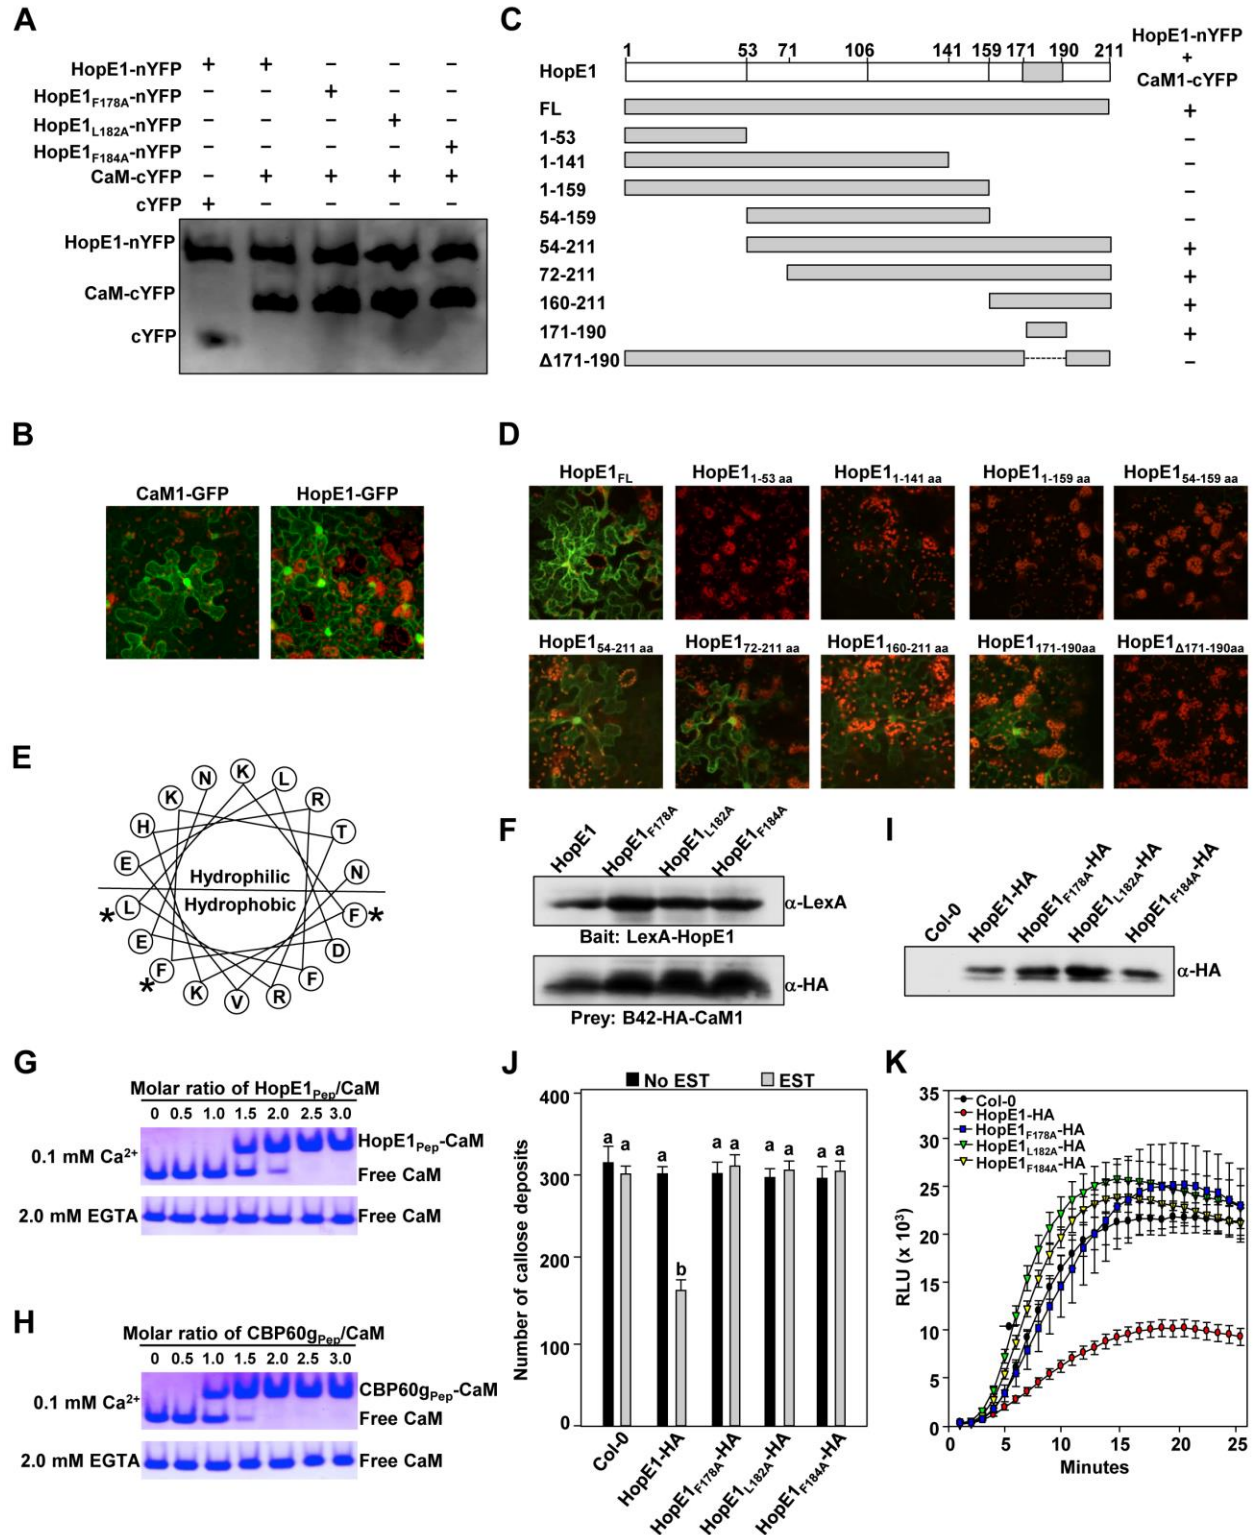 A
HopE1-nYFP + + – – –
HopE1F178A-nYFP – – + – –
HopE1L182A-nYFP – – – + –
HopE1F184A-nYFP – – – – +
CaM-cYFP – + + + +
cYFP + – – – –
HopE1-nYFP
CaM-cYFP
cYFP
C
HopE1-nYFP
+
CaM1-cYFP
1 53 71 106 141 159 171 190 211
HopE1
FL +
1-53 –
1-141 –
1-159 –
54-159 –
54-211 +
72-211 +
160-211 +
171-190 +
Δ171-190 –
B
CaM1-GFP HopE1-GFP
D
HopE1FL HopE11-53 aa HopE11-141 aa HopE11-159 aa HopE154-159 aa
HopE154-211 aa HopE172-211 aa HopE1160-211 aa HopE1171-190aa HopE1Δ171-190aa
E
K
L
R
T
N
F*
D
F
R
V
K
*F
E
*L
E
H
K
N
Hydrophilic
Hydrophobic
F
HopE1 HopE1F178A HopE1L182A HopE1F184A
α-LexA
Bait: LexA-HopE1
α-HA
Prey: B42-HA-CaM1
I
Col-0 HopE1-HA HopE1F178A-HA HopE1L182A-HA HopE1F184A-HA
α-HA
G
Molar ratio of HopE1Pep/CaM
0 0.5 1.0 1.5 2.0 2.5 3.0
0.1 mM Ca2+
HopE1Pep-CaM
Free CaM
2.0 mM EGTA Free CaM
H
Molar ratio of CBP60gPep/CaM
0 0.5 1.0 1.5 2.0 2.5 3.0
0.1 mM Ca2+
CBP60gPep-CaM
Free CaM
2.0 mM EGTA Free CaM
J
No EST EST
Number of callose deposits
400
300
200
100
0
a a a b a a a a a a
Col-0
HopE1-HA
HopE1F178A-HA
HopE1L182A-HA
HopE1F184A-HA
K
RLU (x 10³)
35
30
25
20
15
10
5
0
Col-0
HopE1-HA
HopE1F178A-HA
HopE1L182A-HA
HopE1F184A-HA
0 5 10 15 20 25
Minutes